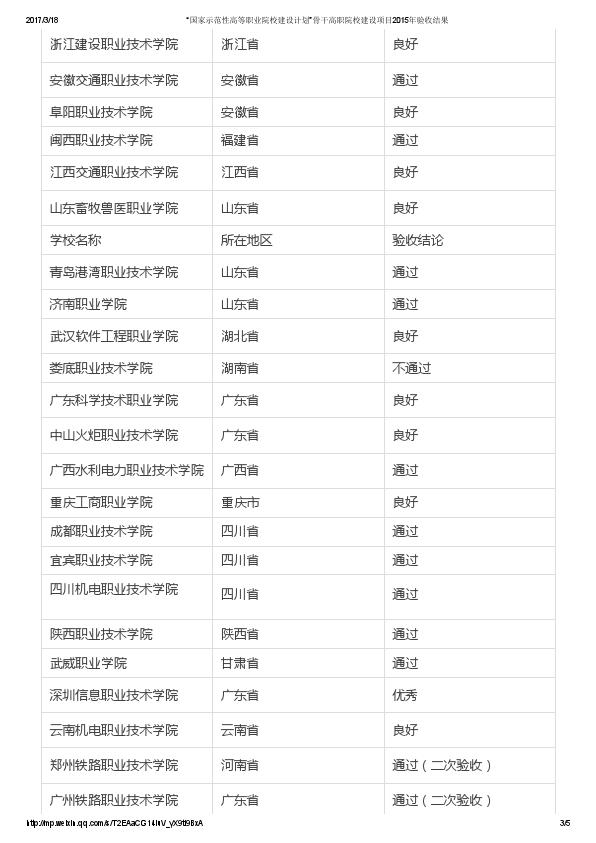 2017/3/18 “国家示范性高等职业院校建设计划”骨干高职院校建设项目2015年验收结果
浙江建设职业技术学院 浙江省 良好
安徽交通职业技术学院 安徽省 通过
阜阳职业技术学院 安徽省 良好
闽西职业技术学院 福建省 通过
江西交通职业技术学院 江西省 良好
山东畜牧兽医职业学院 山东省 良好
学校名称 所在地区 验收结论
青岛港湾职业技术学院 山东省 通过
济南职业学院 山东省 通过
武汉软件工程职业学院 湖北省 良好
娄底职业技术学院 湖南省 不通过
广东科学技术职业学院 广东省 良好
中山火炬职业技术学院 广东省 良好
广西水利电力职业技术学院 广西省 通过
重庆工商职业学院 重庆市 良好
成都职业技术学院 四川省 通过
宜宾职业技术学院 四川省 通过
四川机电职业技术学院 四川省 通过
陕西职业技术学院 陕西省 通过
武威职业学院 甘肃省 通过
深圳信息职业技术学院 广东省 优秀
云南机电职业技术学院 云南省 良好
郑州铁路职业技术学院 河南省 通过（二次验收）
广州铁路职业技术学院 广东省 通过（二次验收）
3/5